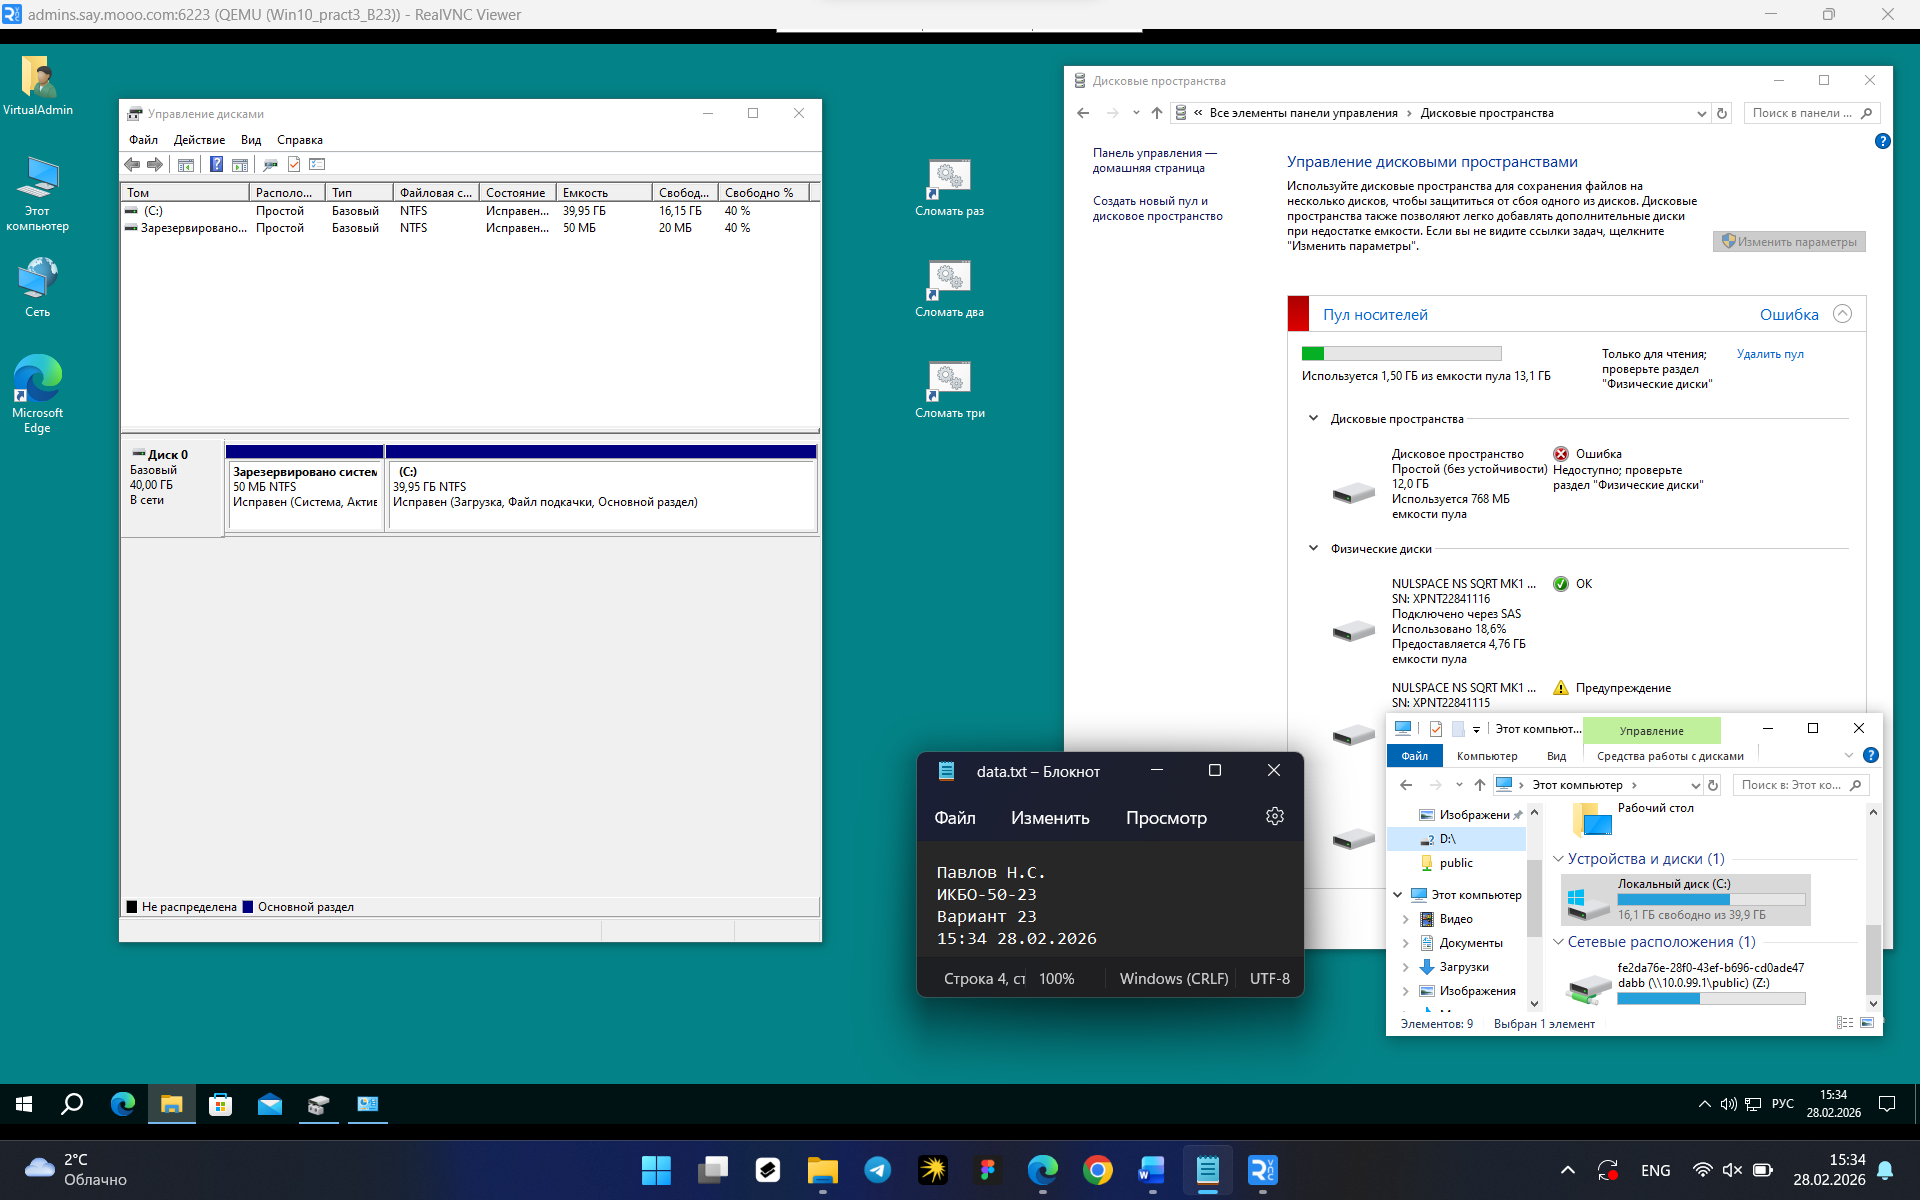 admins.say.mooo.com:6223 (QEMU (Win10_pract3_B23)) - RealVNC Viewer
VirtualAdmin
Этот
компьютер
Сеть
Microsoft
Edge
Управление дисками
Файл Действие Вид Справка
Том Располо... Тип Файловая с... Состояние Емкость Свобод... Свободно %
(C:) Простой Базовый NTFS Исправен... 39,95 ГБ 16,15 ГБ 40 %
Зарезервировано... Простой Базовый NTFS Исправен... 50 МБ 20 МБ 40 %
Диск 0
Базовый
40,00 ГБ
В сети
Зарезервировано систем
50 МБ NTFS
Исправен (Система, Актив
(C:)
39,95 ГБ NTFS
Исправен (Загрузка, Файл подкачки, Основной раздел)
Не распределена Основной раздел
Сломать раз
Сломать два
Сломать три
Дисковые пространства
« Все элементы панели управления › Дисковые пространства
Поиск в панели ...
Панель управления —
домашняя страница
Создать новый пул и
дисковое пространство
Управление дисковыми пространствами
Используйте дисковые пространства для сохранения файлов на
несколько дисков, чтобы защититься от сбоя одного из дисков. Дисковые
пространства также позволяют легко добавлять дополнительные диски
при недостатке емкости. Если вы не видите ссылки задач, щелкните
"Изменить параметры".
Изменить параметры
Пул носителей Ошибка
Используется 1,50 ГБ из емкости пула 13,1 ГБ
Только для чтения;
проверьте раздел
"Физические диски"
Удалить пул
Дисковые пространства
Дисковое пространство
Простой (без устойчивости)
12,0 ГБ
Используется 768 МБ
емкости пула
Ошибка
Недоступно; проверьте
раздел "Физические диски"
Физические диски
NULSPACE NS SQRT MK1 ... OK
SN: XPNT22841116
Подключено через SAS
Использовано 18,6%
Предоставляется 4,76 ГБ
емкости пула
NULSPACE NS SQRT MK1 ... Предупреждение
SN: XPNT22841115
Этот компьют... Управление
Файл Компьютер Вид Средства работы с дисками
Этот компьютер ›
Поиск в: Этот ко...
Изображени
D:\
public
Этот компьютер
Видео
Документы
Загрузки
Изображения
Рабочий стол
Устройства и диски (1)
Локальный диск (C:)
16,1 ГБ свободно из 39,9 ГБ
Сетевые расположения (1)
fe2da76e-28f0-43ef-b696-cd0ade47
dabb (\\10.0.99.1\public) (Z:)
Элементов: 9 Выбран 1 элемент
data.txt – Блокнот
Файл Изменить Просмотр
Павлов Н.С.
ИКБО-50-23
Вариант 23
15:34 28.02.2026
Строка 4, ст 100% Windows (CRLF) UTF-8
РУС
15:34
28.02.2026
2°C
Облачно
ENG
15:34
28.02.2026